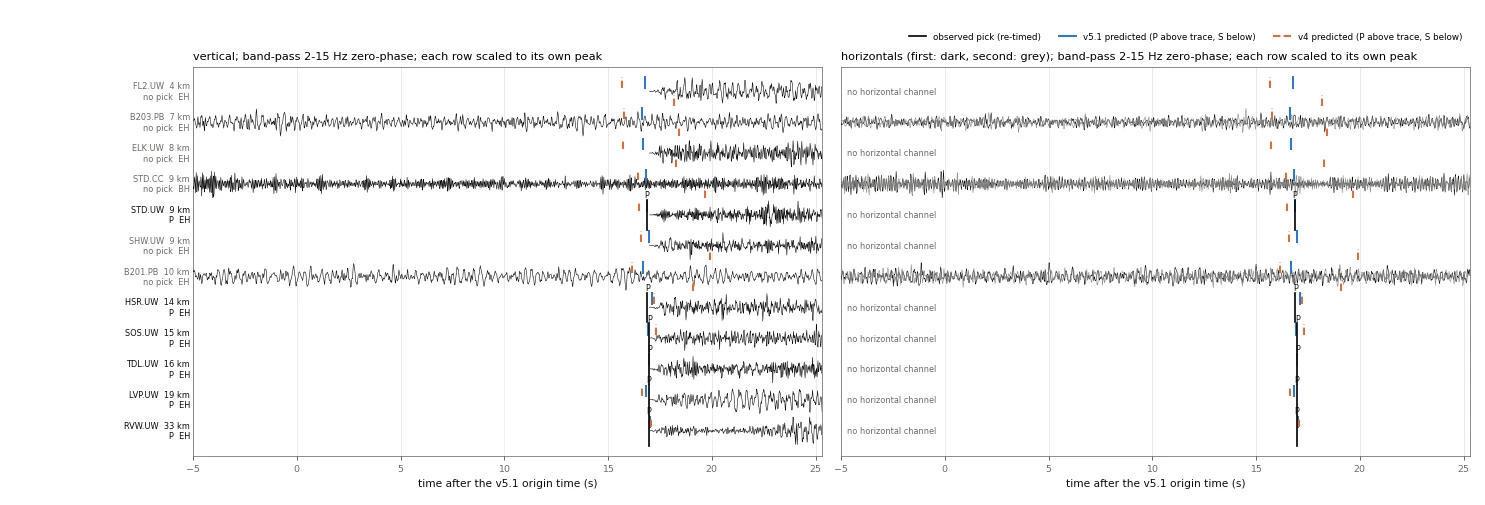 observed pick (re-timed)
v5.1 predicted (P above trace, S below)
v4 predicted (P above trace, S below)
vertical; band-pass 2-15 Hz zero-phase; each row scaled to its own peak
horizontals (first: dark, second: grey); band-pass 2-15 Hz zero-phase; each row scaled to its own peak
FL2.UW 4 km
no pick EH
B203.PB 7 km
no pick EH
ELK.UW 8 km
no pick EH
STD.CC 9 km
no pick BH
STD.UW 9 km
P EH
SHW.UW 9 km
no pick EH
B201.PB 10 km
no pick EH
HSR.UW 14 km
P EH
SOS.UW 15 km
P EH
TDL.UW 16 km
P EH
LVP.UW 19 km
P EH
RVW.UW 33 km
P EH
P
P
P
P
P
P
−5 0 5 10 15 20 25
time after the v5.1 origin time (s)
no horizontal channel
no horizontal channel
no horizontal channel
no horizontal channel
no horizontal channel
no horizontal channel
no horizontal channel
no horizontal channel
no horizontal channel
P
P
P
P
P
P
−5 0 5 10 15 20 25
time after the v5.1 origin time (s)